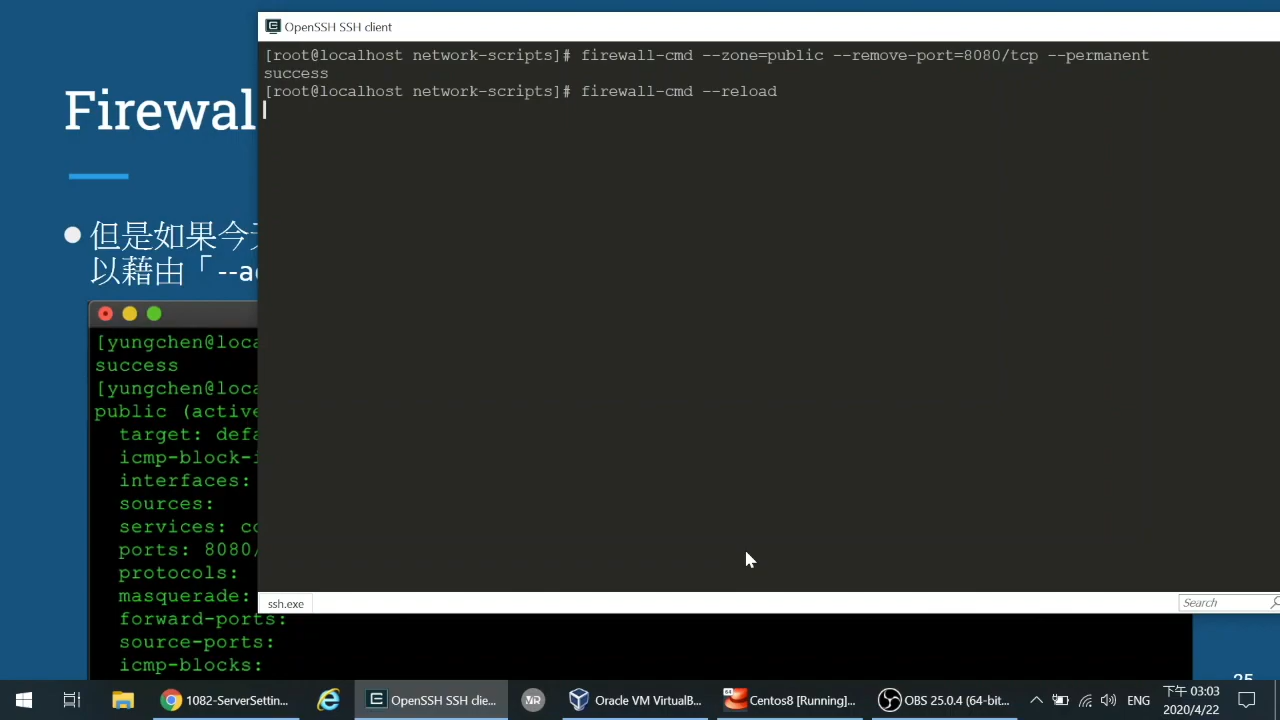 OpenSSH SSH client
[root@localhost network-scripts]# firewall-cmd --zone=public --remove-port=8080/tcp --permanent
success
[root@localhost network-scripts]# firewall-cmd --reload
ssh.exe
Search
Firewal
但是如果今
以藉由「--a
[yungchen@loca
success
[yungchen@loca
public (active
target: defa
icmp-block-i
interfaces:
sources:
services: co
ports: 8080/
protocols:
masquerade:
forward-ports:
source-ports:
icmp-blocks:
25
1082-ServerSettin...
OpenSSH SSH clie...
Oracle VM VirtualB...
Centos8 [Running]...
OBS 25.0.4 (64-bit...
ENG
下午 03:03
2020/4/22